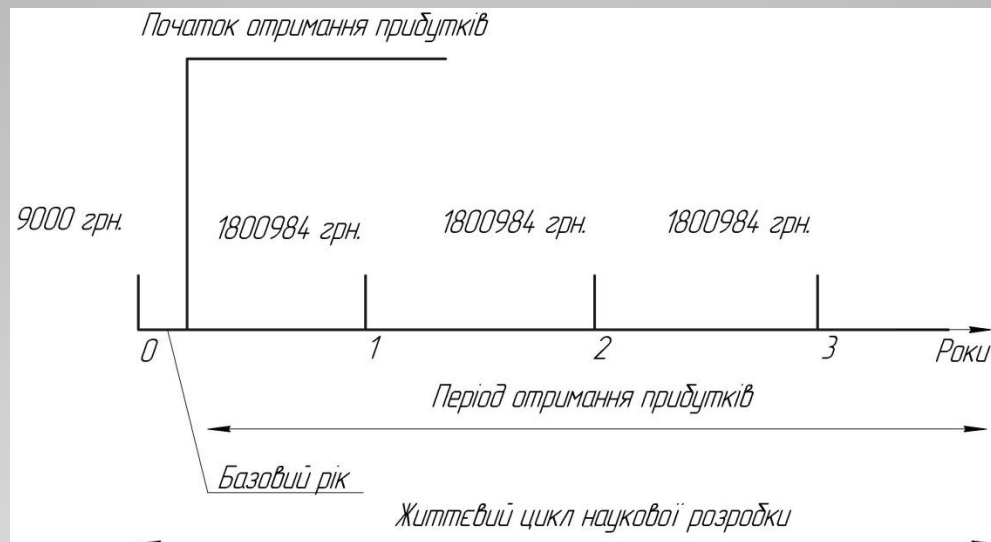 Початок отримання прибутків
9000 грн.
1800984 грн.
1800984 грн.
1800984 грн.
0
1
2
3
Роки
Період отримання прибутків
Базовий рік
Життєвий цикл наукової розробки